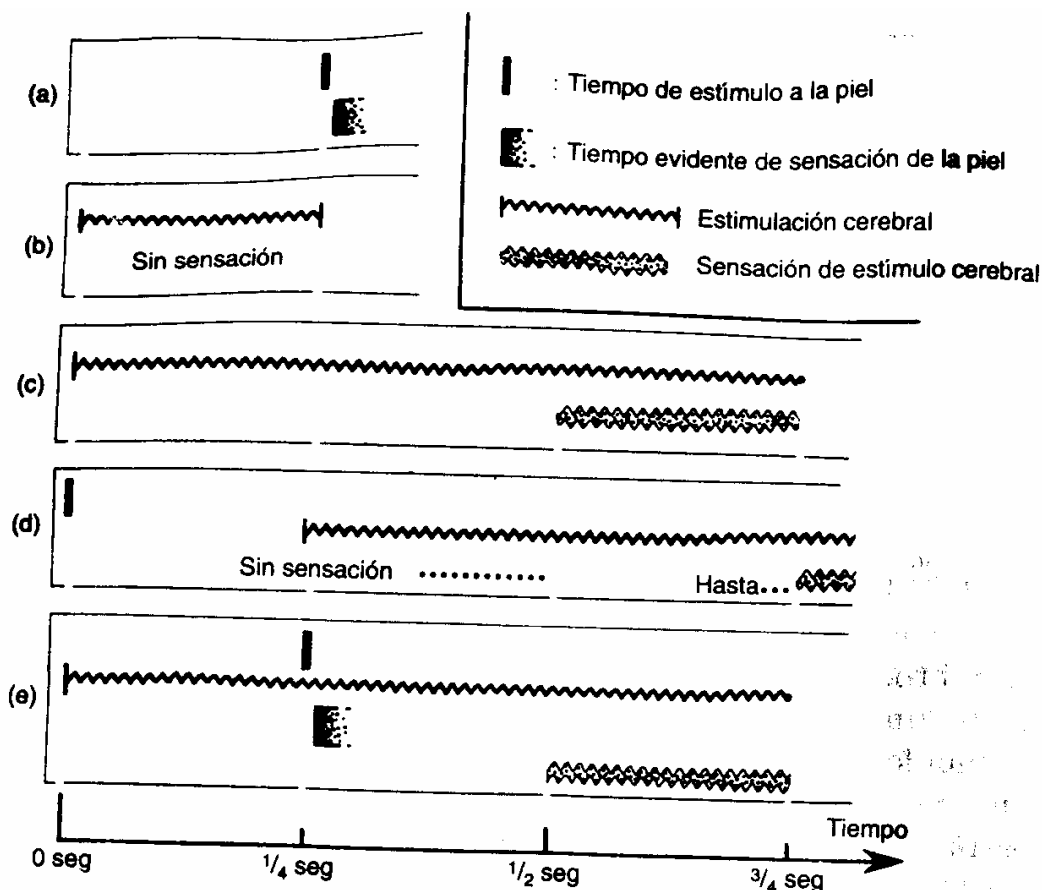 (a)
: Tiempo de estímulo a la piel
: Tiempo evidente de sensación de la piel
Estimulación cerebral
Sensación de estímulo cerebral
(b)
Sin sensación
(c)
(d)
Sin sensación ..........
Hasta...
(e)
Tiempo
0 seg
1/4 seg
1/2 seg
3/4 seg